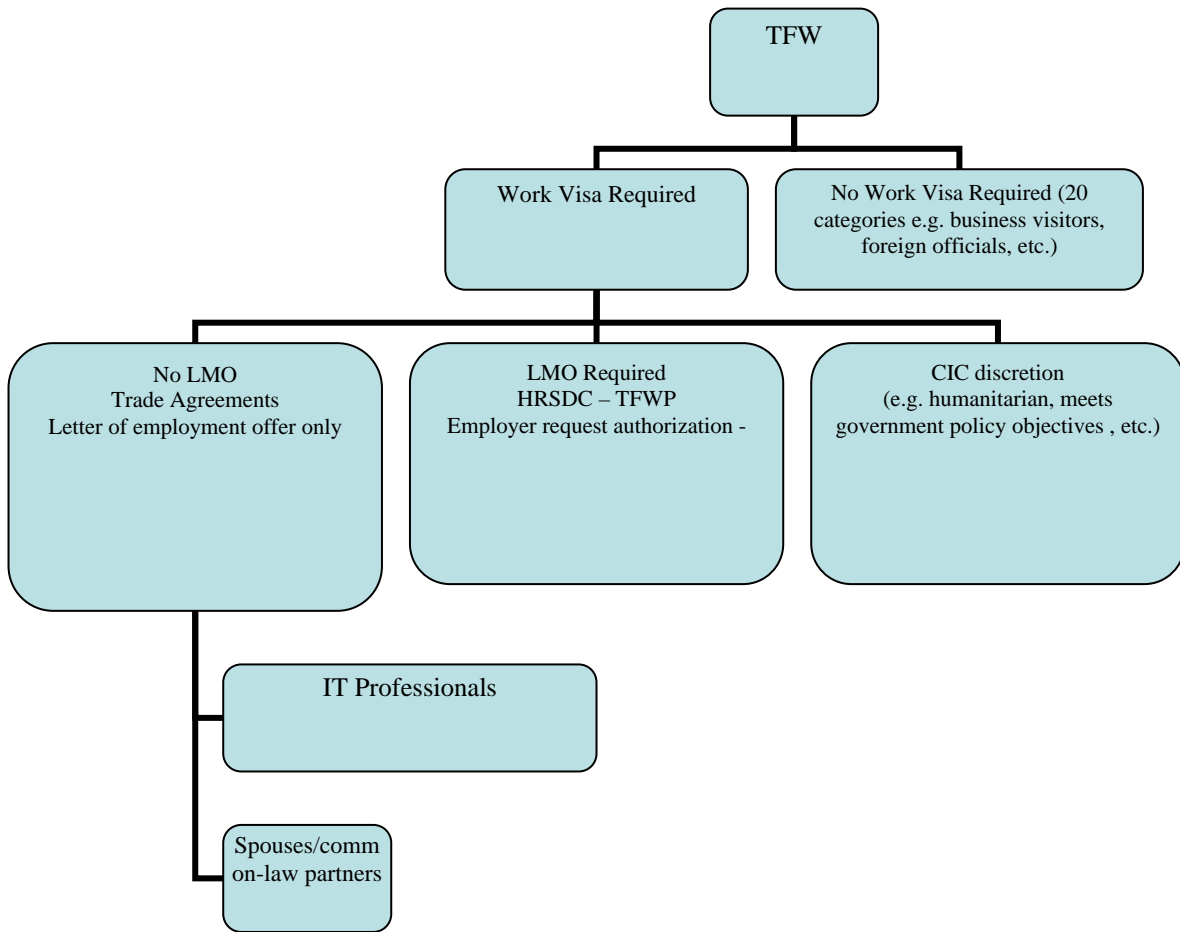 TFW
Work Visa Required
No Work Visa Required (20
categories e.g. business visitors,
foreign officials, etc.)
No LMO
Trade Agreements
Letter of employment offer only
LMO Required
HRSDC – TFWP
Employer request authorization -
CIC discretion
(e.g. humanitarian, meets
government policy objectives , etc.)
IT Professionals
Spouses/comm
on-law partners